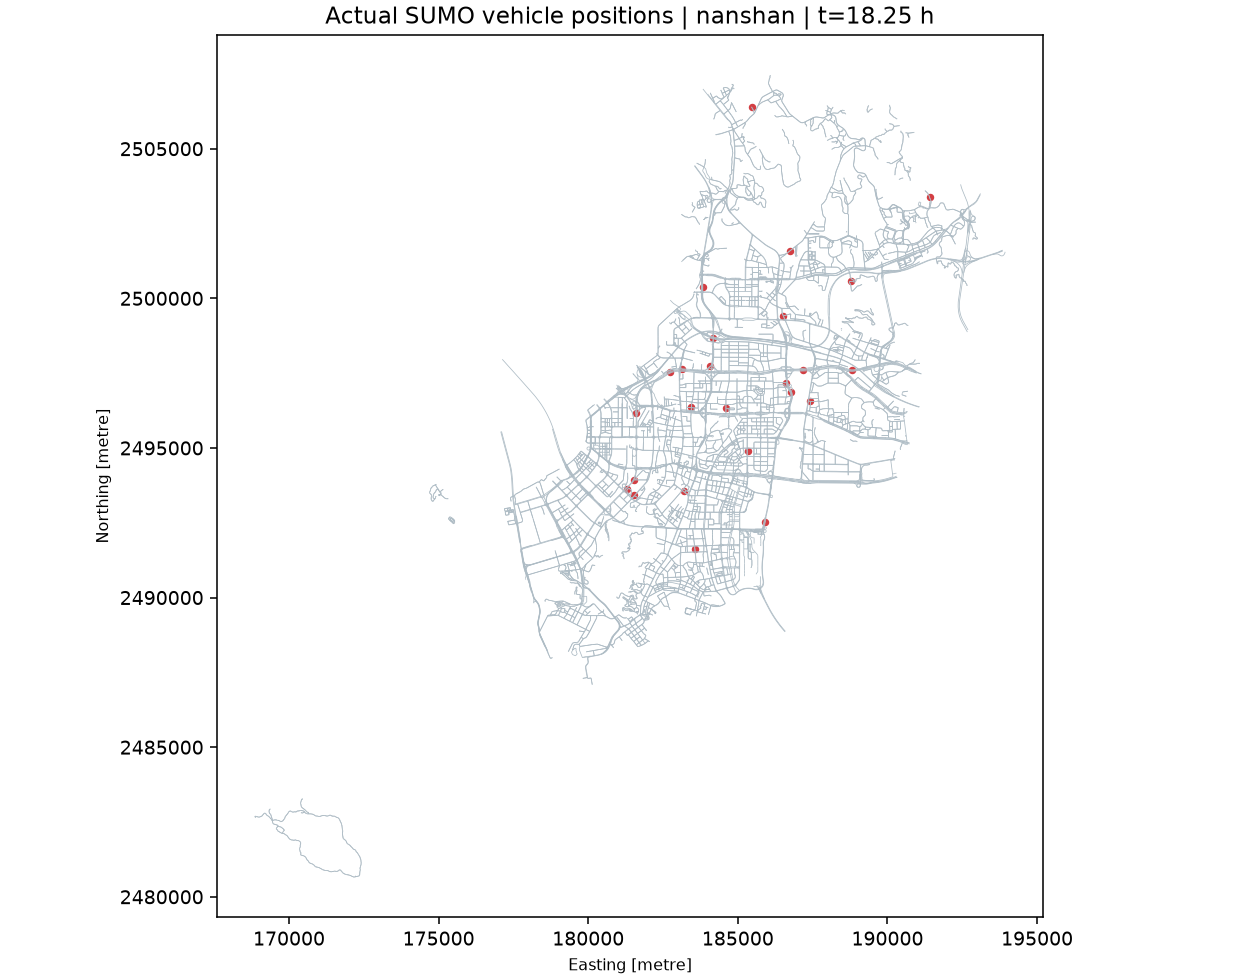 Actual SUMO vehicle positions | nanshan | t=18.25 h
2505000
2500000
2495000
2490000
2485000
2480000
Northing [metre]
170000 175000 180000 185000 190000 195000
Easting [metre]